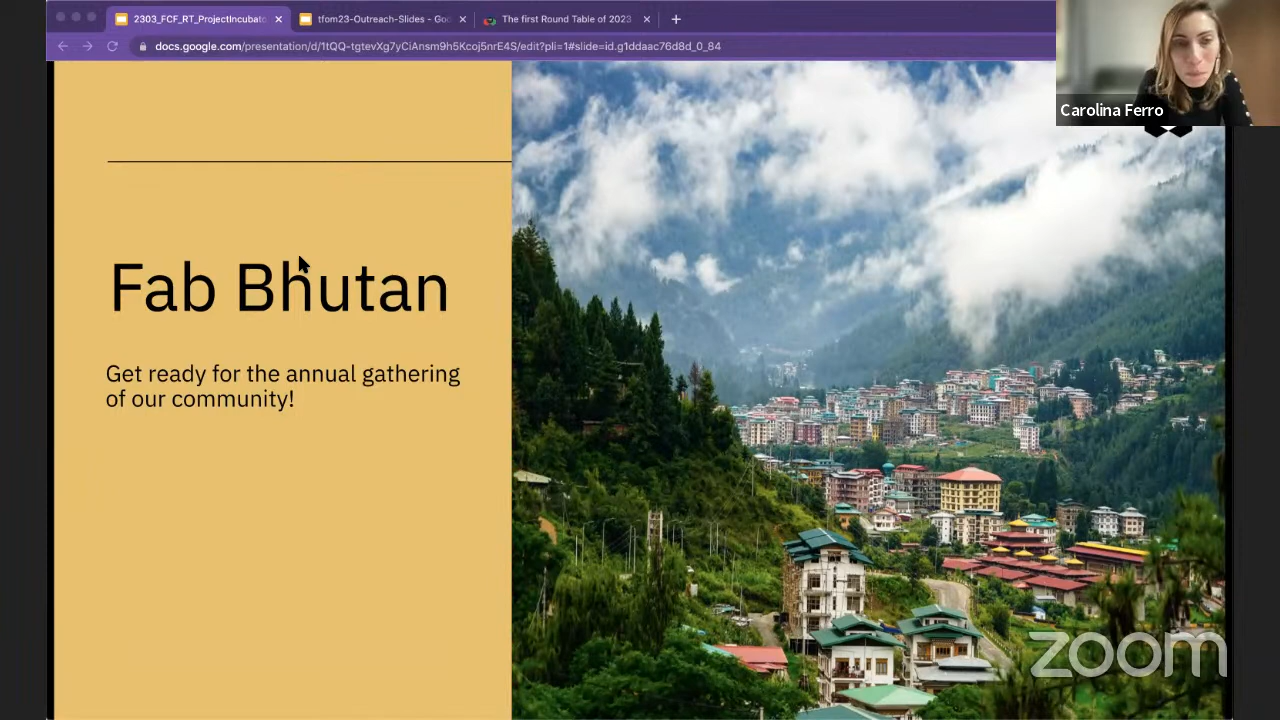 2303_FCF_RT_ProjectIncubato
tfom23-Outreach-Slides - Goo
The first Round Table of 2023
docs.google.com/presentation/d/1tQQ-tgtevXg7yCiAnsm9h5Kcoj5nrE4S/edit?pli=1#slide=id.g1ddaac76d8d_0_84
Carolina Ferro
Fab Bhutan
Get ready for the annual gathering
of our community!
zoom